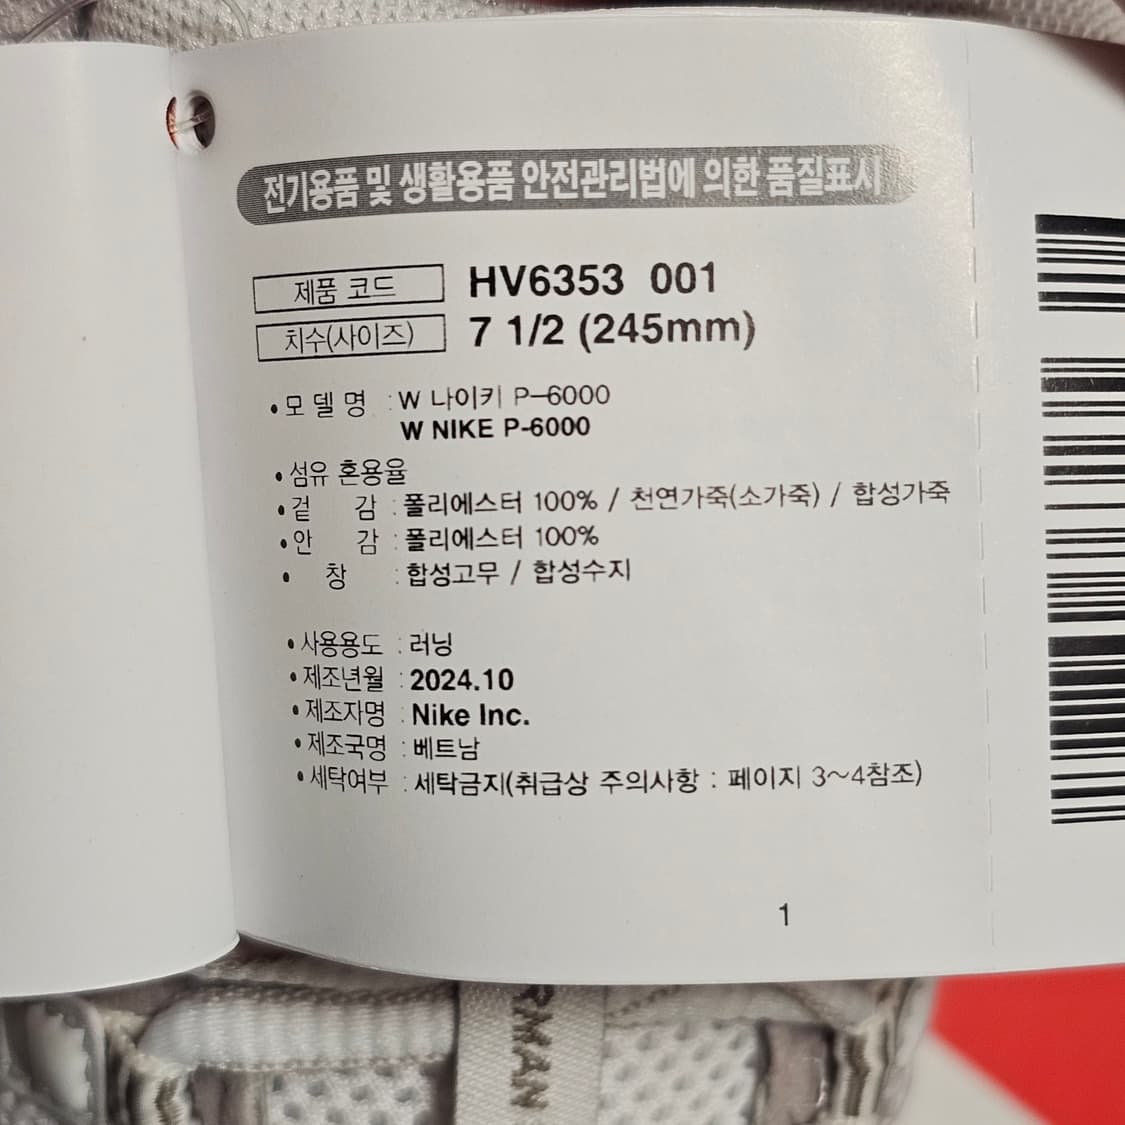 전기용품 및 생활용품 안전관리법에 의한 품질표시
제품 코드 HV6353 001
치수(사이즈) 7 1/2 (245mm)
•모 델 명 : W 나이키 P-6000
W NIKE P-6000
•섬유 혼용율
•겉 감 : 폴리에스터 100% / 천연가죽(소가죽) / 합성가죽
•안 감 : 폴리에스터 100%
• 창 : 합성고무 / 합성수지
•사용용도 : 러닝
•제조년월 : 2024.10
•제조자명 : Nike Inc.
•제조국명 : 베트남
•세탁여부 : 세탁금지(취급상 주의사항 : 페이지 3~4참조)
1